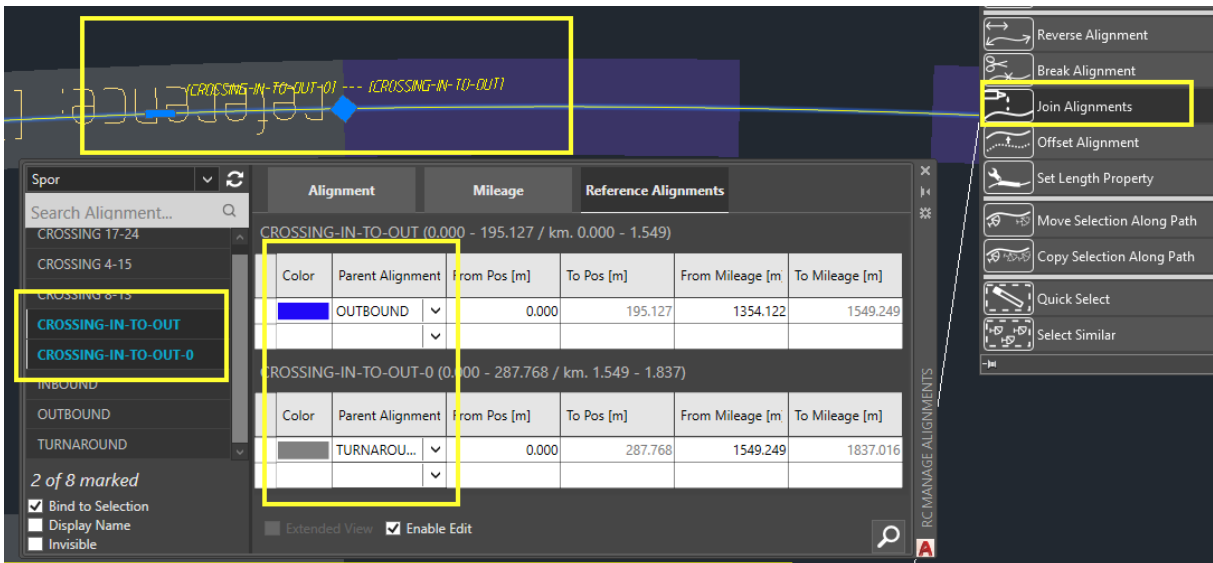 Reverse Alignment
Break Alignment
Join Alignments
Offset Alignment
Set Length Property
Move Selection Along Path
Copy Selection Along Path
Quick Select
Select Similar
(CROSSING-IN-TO-OUT-0) --- (CROSSING-IN-TO-OUT)
Spor
Search Alignment...
CROSSING 17-24
CROSSING 4-15
CROSSING 8-13
CROSSING-IN-TO-OUT
CROSSING-IN-TO-OUT-0
INBOUND
OUTBOUND
TURNAROUND
2 of 8 marked
Bind to Selection
Display Name
Invisible
Alignment Mileage Reference Alignments
CROSSING-IN-TO-OUT (0.000 - 195.127 / km. 0.000 - 1.549)
Color Parent Alignment From Pos [m] To Pos [m] From Mileage [m] To Mileage [m]
OUTBOUND 0.000 195.127 1354.122 1549.249
CROSSING-IN-TO-OUT-0 (0.000 - 287.768 / km. 1.549 - 1.837)
Color Parent Alignment From Pos [m] To Pos [m] From Mileage [m] To Mileage [m]
TURNAROU... 0.000 287.768 1549.249 1837.016
Extended View Enable Edit
RC MANAGE ALIGNMENTS
A